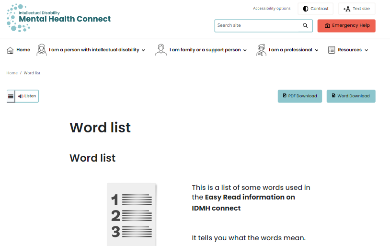 Intellectual Disability
Mental Health Connect
Accessibility options
Contrast
A Text size
Search site
Emergency Help
Home
I am a person with intellectual disability
I am family or a support person
I am a professional
Resources
Home / Word list
Listen
PDF Download
Word Download
Word list
Word list
1
2
3
This is a list of some words used in
the Easy Read information on
IDMH connect
It tells you what the words mean.